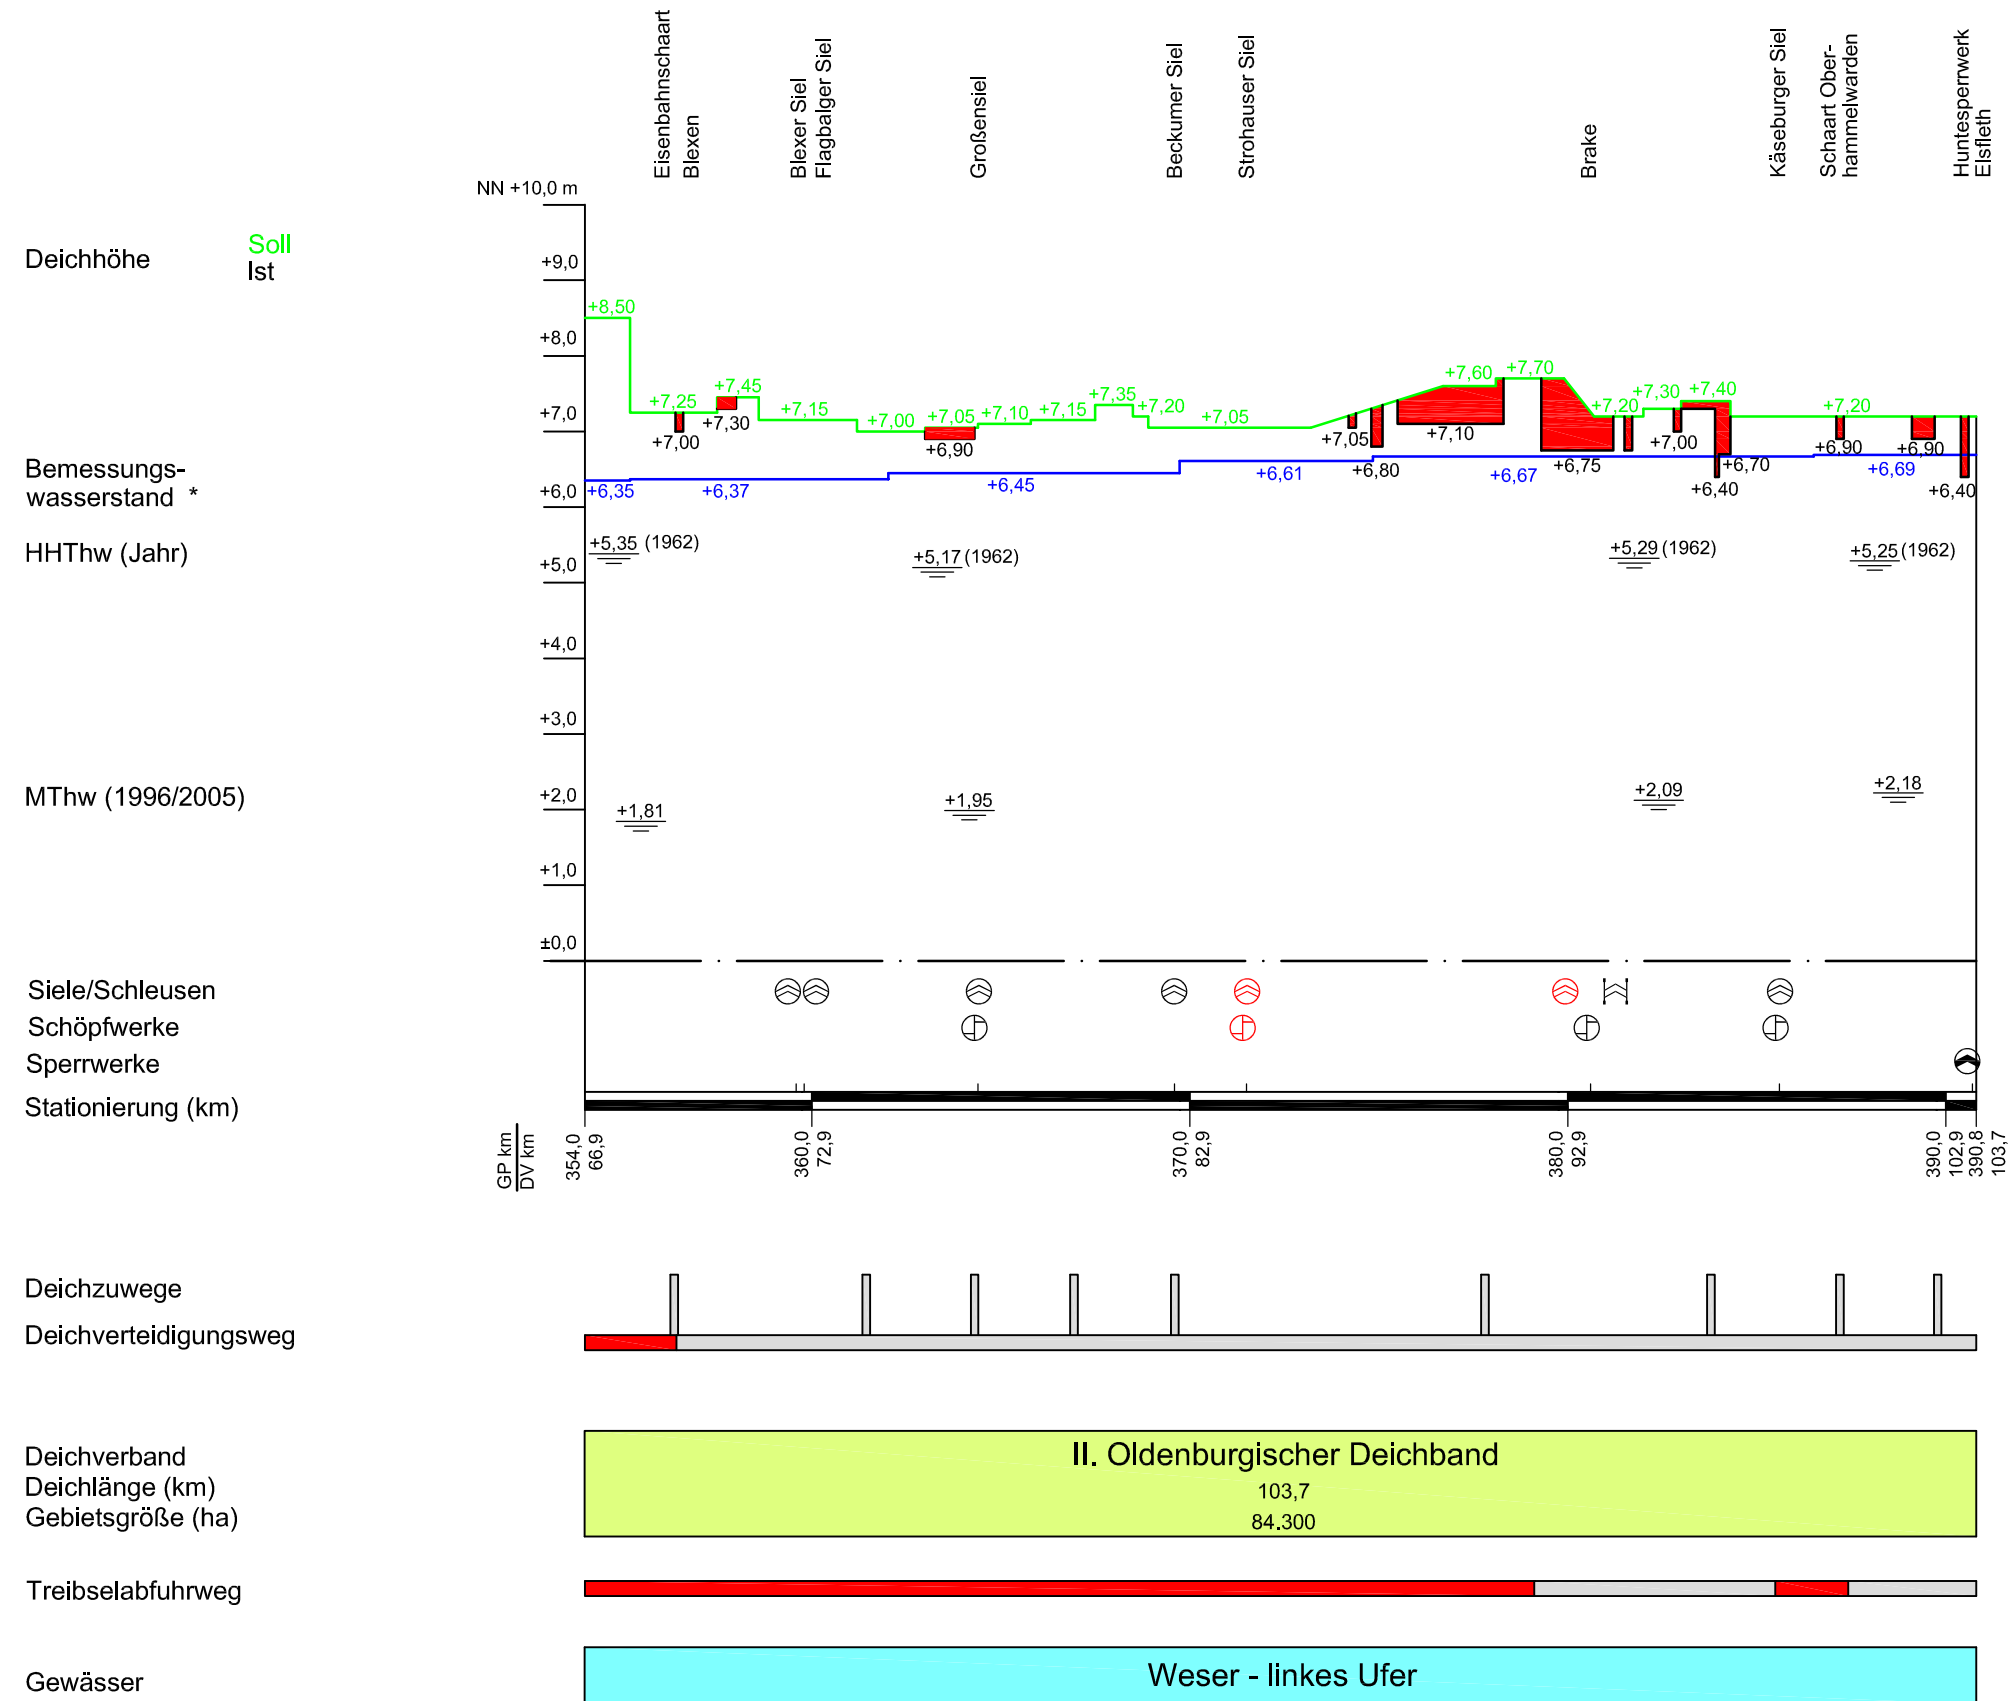 Eisenbahnschaart
Blexen
Blexer Siel
Flagbalger Siel
Großensiel
Beckumer Siel
Strohauser Siel
Brake
Käseburger Siel
Schaart Ober-
hammelwarden
Huntesperrwerk
Elsfleth
NN +10,0 m
Deichhöhe
Soll
Ist
+9,0
+8,0
+7,0
+6,0
+5,0
+4,0
+3,0
+2,0
+1,0
±0,0
+8,50
+7,25
+7,45
+7,15
+7,00
+7,05
+7,10
+7,15
+7,35
+7,20
+7,05
+7,60
+7,70
+7,20
+7,30
+7,40
+7,20
+7,00
+7,30
+6,90
+7,05
+6,80
+7,10
+6,75
+7,00
+6,40
+6,70
+6,90
+6,90
+6,40
Bemessungs-
wasserstand *
+6,35
+6,37
+6,45
+6,61
+6,67
+6,69
HHThw (Jahr)
+5,35 (1962)
+5,17 (1962)
+5,29 (1962)
+5,25 (1962)
MThw (1996/2005)
+1,81
+1,95
+2,09
+2,18
Siele/Schleusen
Schöpfwerke
Sperrwerke
Stationierung (km)
GP km
DV km
354,0
66,9
360,0
72,9
370,0
82,9
380,0
92,9
390,0
102,9
390,8
103,7
Deichzuwege
Deichverteidigungsweg
Deichverband
II. Oldenburgischer Deichband
Deichlänge (km)
103,7
Gebietsgröße (ha)
84.300
Treibselabfuhrweg
Gewässer
Weser - linkes Ufer